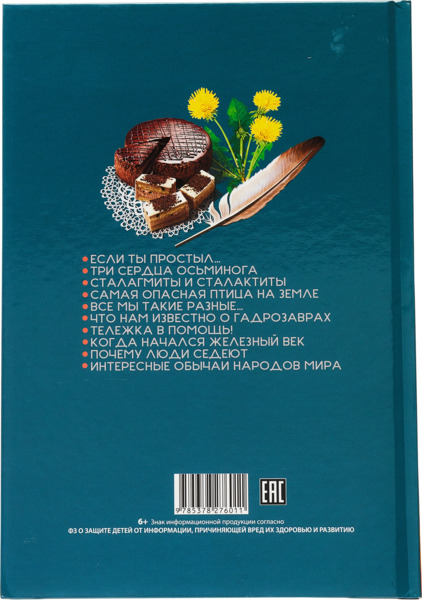 • ЕСЛИ ТЫ ПРОСТЫЛ...
• ТРИ СЕРДЦА ОСЬМИНОГА
• СТАЛАГМИТЫ И СТАЛАКТИТЫ
• САМАЯ ОПАСНАЯ ПТИЦА НА ЗЕМЛЕ
• ВСЕ МЫ ТАКИЕ РАЗНЫЕ...
• ЧТО НАМ ИЗВЕСТНО О ГАДРОЗАВРАХ
• ТЕЛЕЖКА В ПОМОЩЬ!
• КОГДА НАЧАЛСЯ ЖЕЛЕЗНЫЙ ВЕК
• ПОЧЕМУ ЛЮДИ СЕДЕЮТ
• ИНТЕРЕСНЫЕ ОБЫЧАИ НАРОДОВ МИРА
9 785378 276011 >
EAC
6+ Знак информационной продукции согласно
ФЗ О ЗАЩИТЕ ДЕТЕЙ ОТ ИНФОРМАЦИИ, ПРИЧИНЯЮЩЕЙ ВРЕД ИХ ЗДОРОВЬЮ И РАЗВИТИЮ